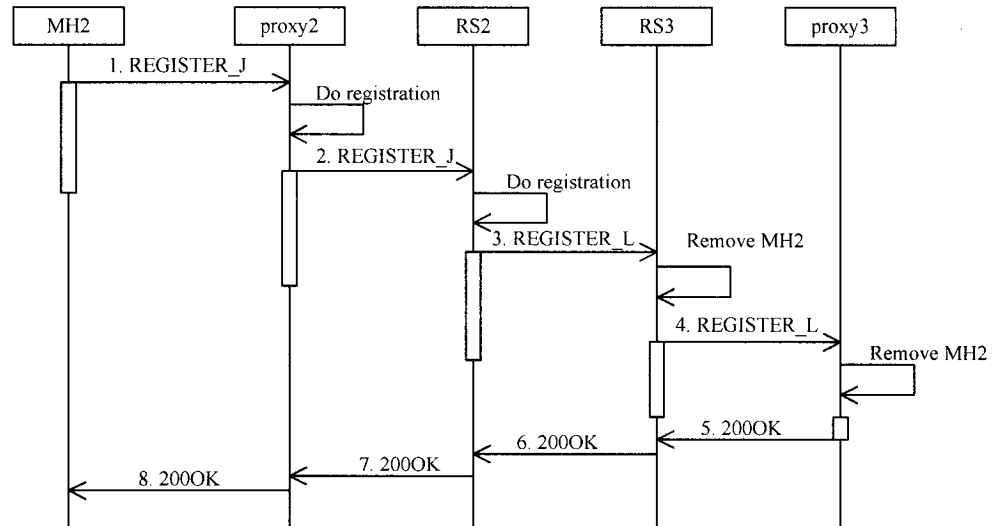 MH2
proxy2
RS2
RS3
proxy3
1. REGISTER_J
Do registration
2. REGISTER_J
Do registration
3. REGISTER_L
Remove MH2
4. REGISTER_L
Remove MH2
5. 200OK
6. 200OK
7. 200OK
8. 200OK